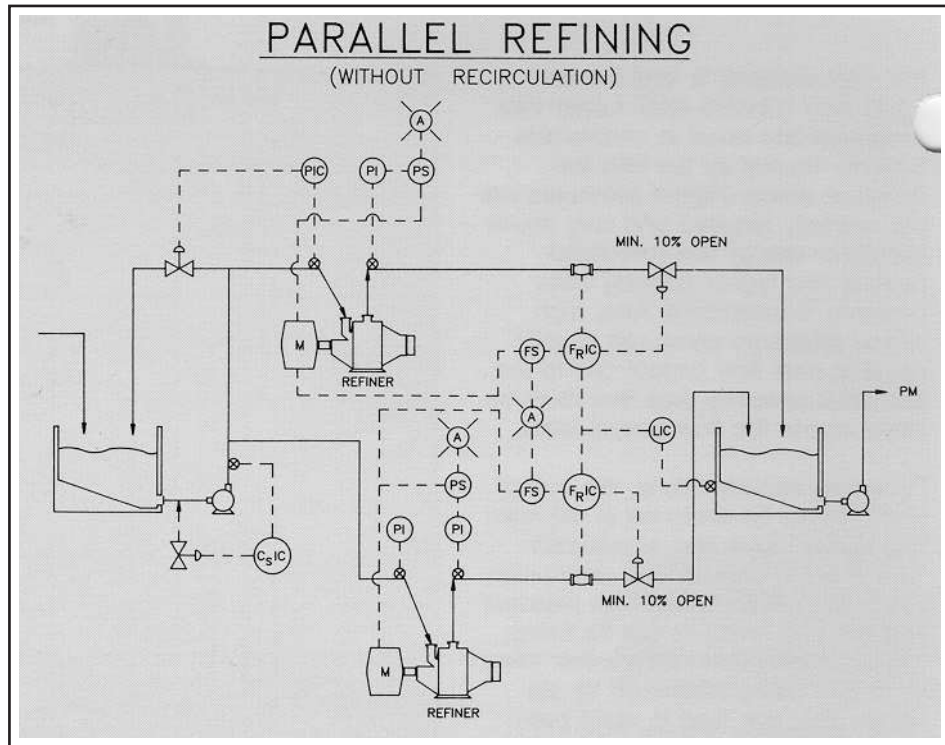 PARALLEL REFINING
(WITHOUT RECIRCULATION)
A
PIC
PI
PS
MIN. 10% OPEN
M
FS
FRIC
REFINER
A
A
LIC
PM
PS
FS
FRIC
PI
PI
CSIC
MIN. 10% OPEN
M
REFINER